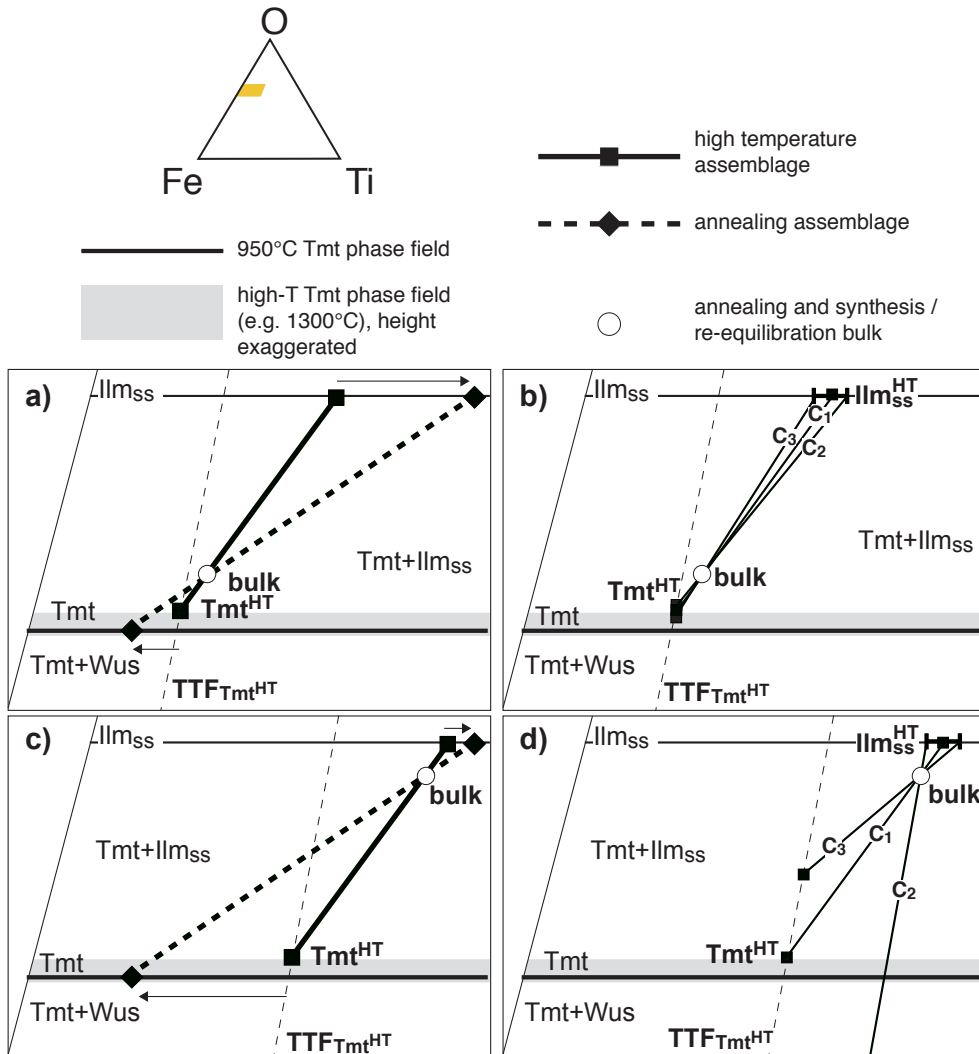 O
Fe
Ti
high temperature
assemblage
annealing assemblage
950°C Tmt phase field
high-T Tmt phase field
(e.g. 1300°C), height
exaggerated
annealing and synthesis /
re-equilibration bulk
a)
Ilmss
bulk
Tmt+Ilmss
TmtHT
Tmt
Tmt+Wus
TTFTmtHT
b)
Ilmss
IlmssHT
C1
C3
C2
Tmt+Ilmss
TmtHT
bulk
Tmt
Tmt+Wus
TTFTmtHT
c)
Ilmss
bulk
Tmt+Ilmss
TmtHT
Tmt
Tmt+Wus
TTFTmtHT
d)
Ilmss
IlmssHT
bulk
Tmt+Ilmss
C3
C1
C2
TmtHT
Tmt
Tmt+Wus
TTFTmtHT